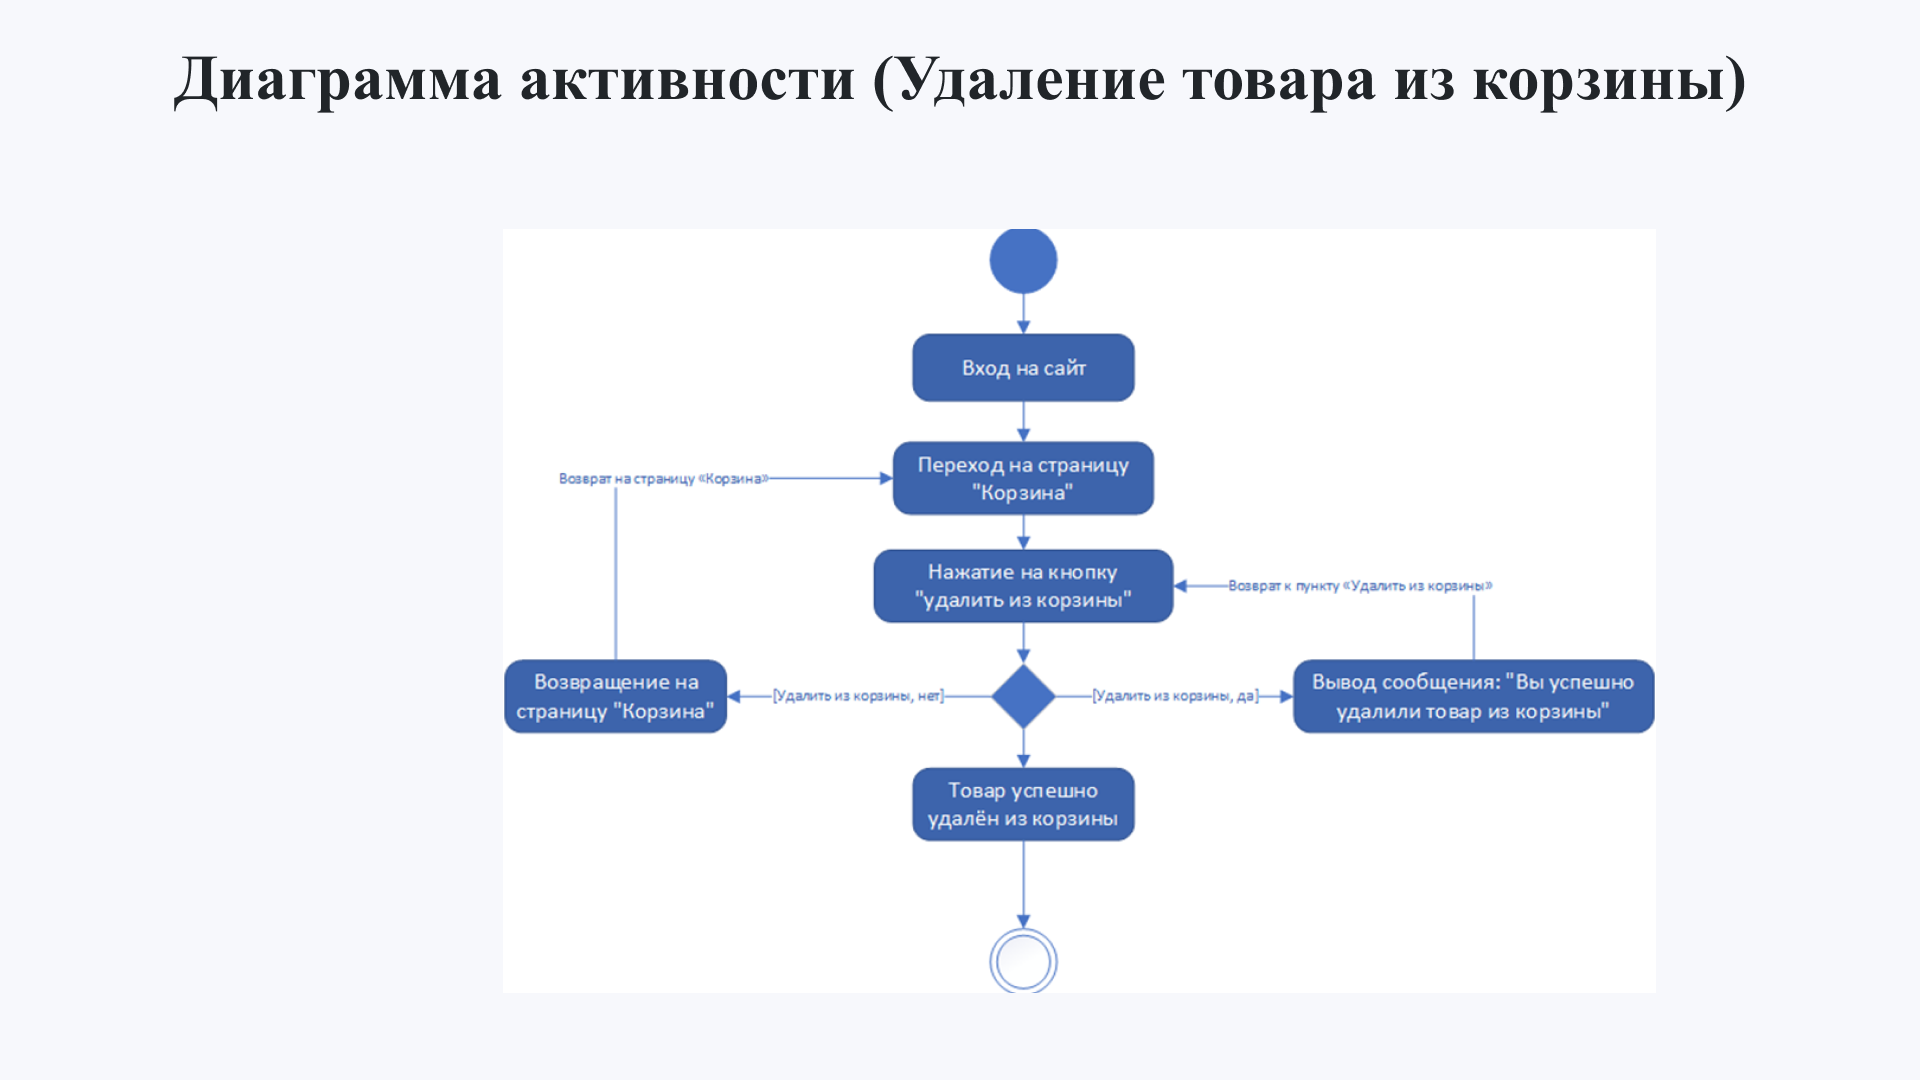 Диаграмма активности (Удаление товара из корзины)
Вход на сайт
Переход на страницу
"Корзина"
Возврат на страницу «Корзина»
Нажатие на кнопку
"удалить из корзины"
Возврат к пункту «Удалить из корзины»
Возвращение на
страницу "Корзина"
[Удалить из корзины, нет]
[Удалить из корзины, да]
Вывод сообщения: "Вы успешно
удалили товар из корзины"
Товар успешно
удалён из корзины